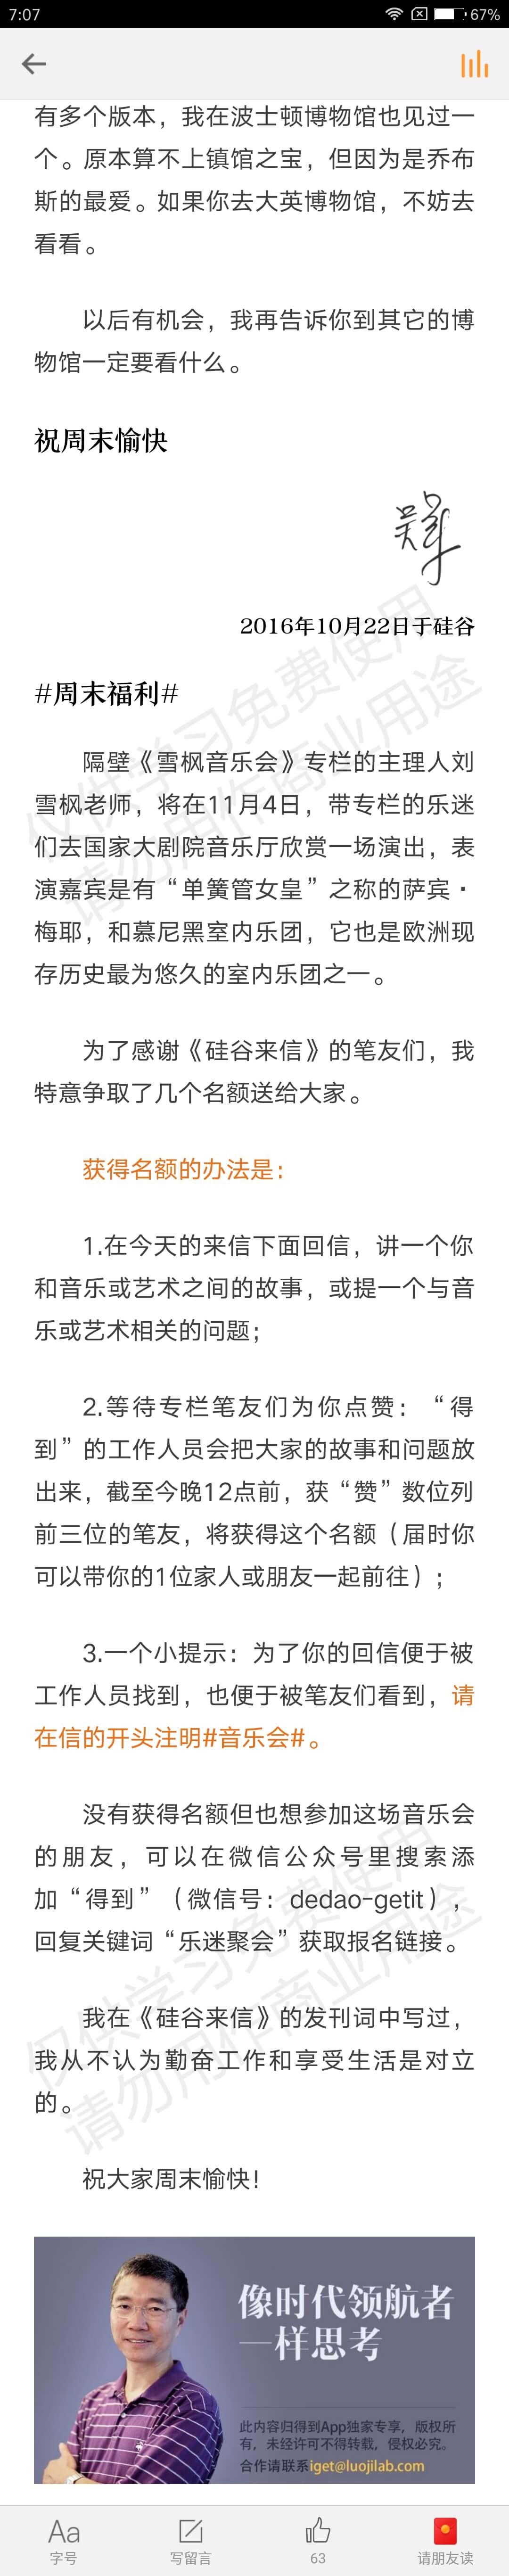 7:07
67%
有多个版本，我在波士顿博物馆也见过一
个。原本算不上镇馆之宝，但因为是乔布
斯的最爱。如果你去大英博物馆，不妨去
看看。
以后有机会，我再告诉你到其它的博
物馆一定要看什么。
祝周末愉快
吴军
2016年10月22日于硅谷
#周末福利#
隔壁《雪枫音乐会》专栏的主理人刘
雪枫老师，将在11月4日，带专栏的乐迷
们去国家大剧院音乐厅欣赏一场演出，表
演嘉宾是有“单簧管女皇”之称的萨宾·
梅耶，和慕尼黑室内乐团，它也是欧洲现
存历史最为悠久的室内乐团之一。
仅供学习免费使用
请勿用作商业用途
为了感谢《硅谷来信》的笔友们，我
特意争取了几个名额送给大家。
获得名额的办法是：
1.在今天的来信下面回信，讲一个你
和音乐或艺术之间的故事，或提一个与音
乐或艺术相关的问题；
2.等待专栏笔友们为你点赞：“得
到”的工作人员会把大家的故事和问题放
出来，截至今晚12点前，获“赞”数位列
前三位的笔友，将获得这个名额（届时你
可以带你的1位家人或朋友一起前往）；
3.一个小提示：为了你的回信便于被
工作人员找到，也便于被笔友们看到，请
在信的开头注明#音乐会#。
没有获得名额但也想参加这场音乐会
的朋友，可以在微信公众号里搜索添
加“得到”（微信号：dedao-getit），
回复关键词“乐迷聚会”获取报名链接。
仅供学习免费使用
请勿用作商业用途
我在《硅谷来信》的发刊词中写过，
我从不认为勤奋工作和享受生活是对立
的。
祝大家周末愉快！
像时代领航者
一样思考
此内容归得到App独家专享，版权所
有，未经许可不得转载，侵权必究。
合作请联系iget@luojilab.com
Aa
字号
写留言
63
请朋友读